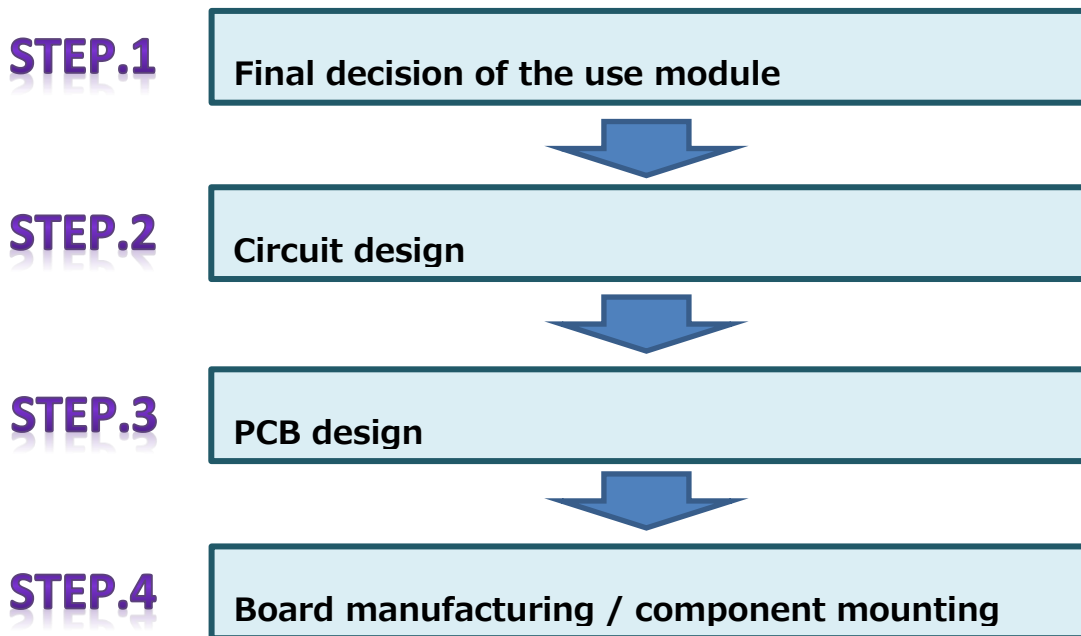 STEP.1
Final decision of the use module
STEP.2
Circuit design
STEP.3
PCB design
STEP.4
Board manufacturing / component mounting